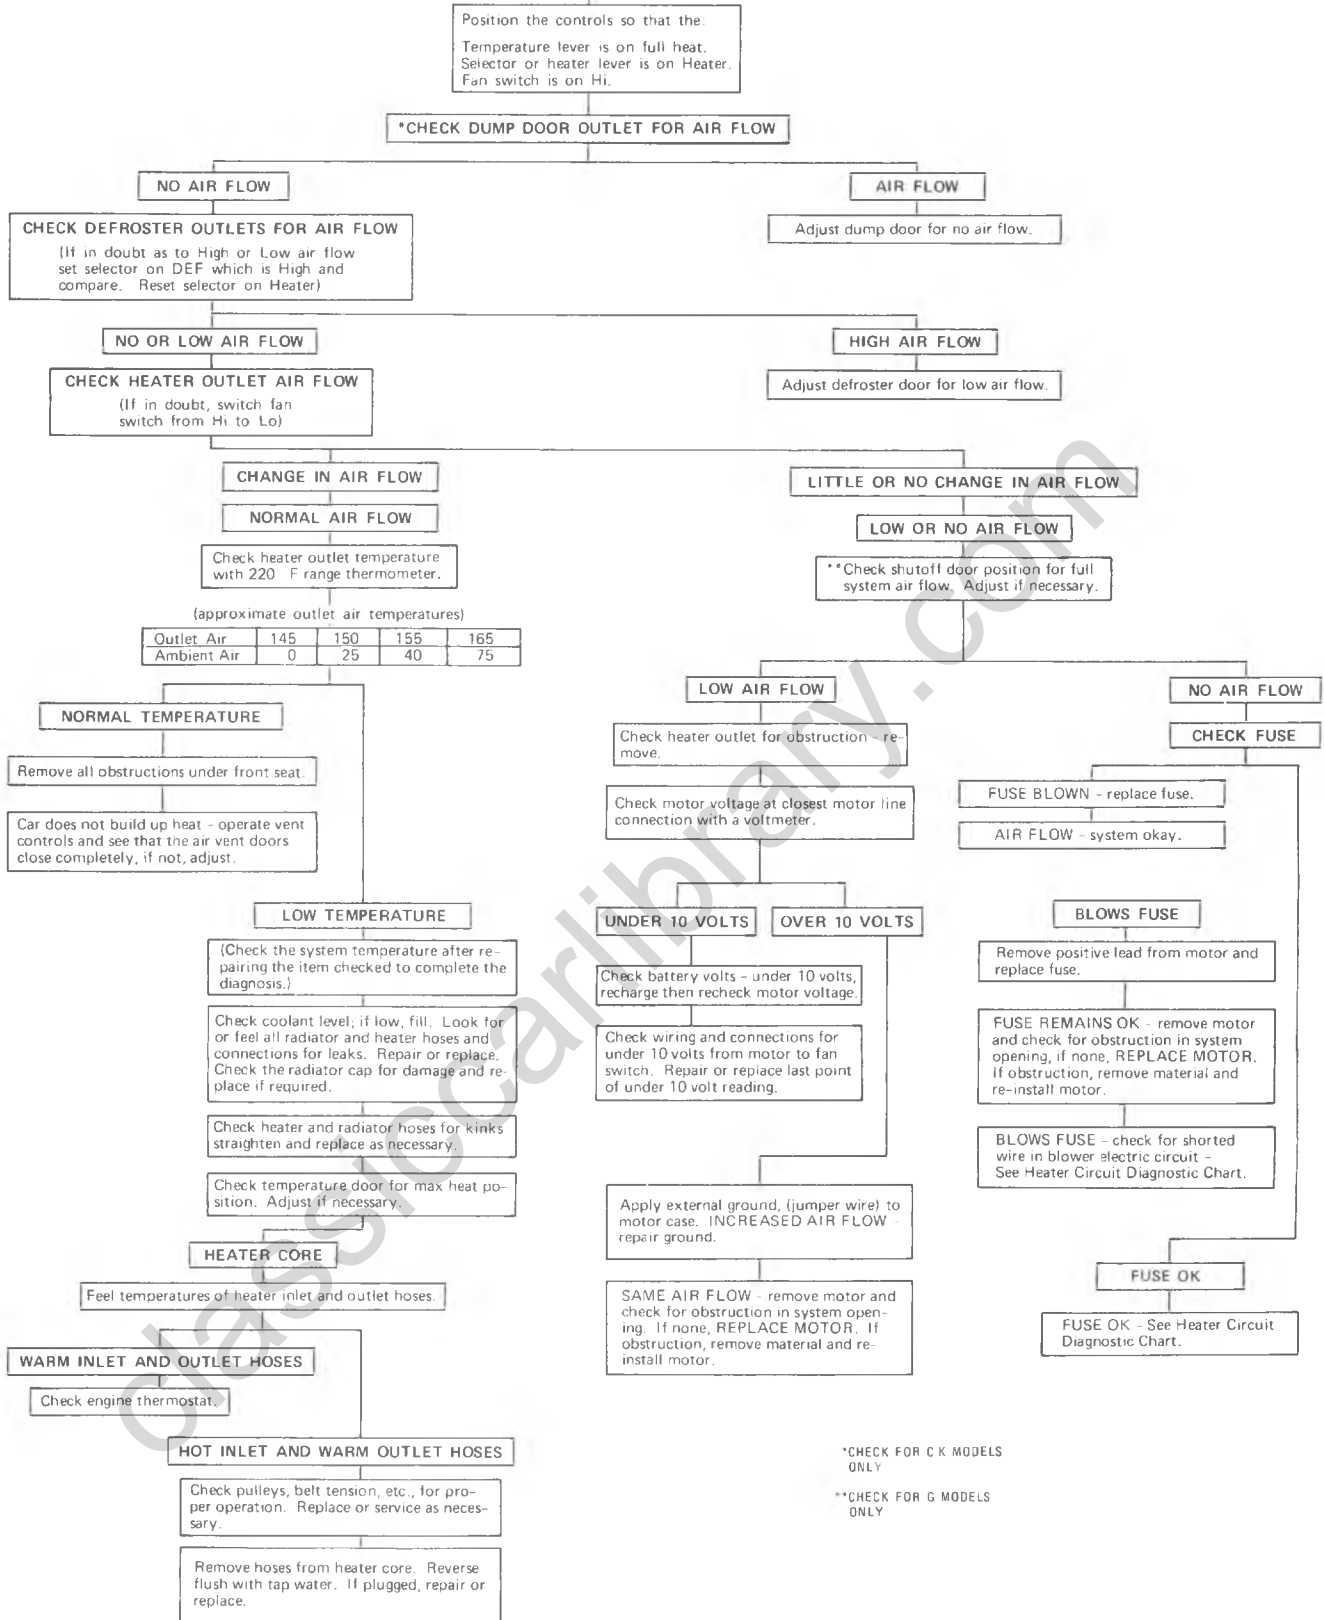 Position the controls so that the:
Temperature lever is on full heat.
Selector or heater lever is on Heater.
Fan switch is on Hi.
*CHECK DUMP DOOR OUTLET FOR AIR FLOW
NO AIR FLOW
AIR FLOW
CHECK DEFROSTER OUTLETS FOR AIR FLOW
(If in doubt as to High or Low air flow
set selector on DEF which is High and
compare. Reset selector on Heater)
Adjust dump door for no air flow.
NO OR LOW AIR FLOW
HIGH AIR FLOW
CHECK HEATER OUTLET AIR FLOW
(If in doubt, switch fan
switch from Hi to Lo)
Adjust defroster door for low air flow.
CHANGE IN AIR FLOW
NORMAL AIR FLOW
Check heater outlet temperature
with 220 F range thermometer.
(approximate outlet air temperatures)
Outlet Air 145 150 155 165
Ambient Air 0 25 40 75
LITTLE OR NO CHANGE IN AIR FLOW
LOW OR NO AIR FLOW
**Check shutoff door position for full
system air flow. Adjust if necessary.
NORMAL TEMPERATURE
Remove all obstructions under front seat.
Car does not build up heat - operate vent
controls and see that the air vent doors
close completely, if not, adjust.
LOW TEMPERATURE
(Check the system temperature after re-
pairing the item checked to complete the
diagnosis.)
Check coolant level; if low, fill. Look for
or feel all radiator and heater hoses and
connections for leaks. Repair or replace.
Check the radiator cap for damage and re-
place if required.
Check heater and radiator hoses for kinks
straighten and replace as necessary.
Check temperature door for max heat po-
sition. Adjust if necessary.
HEATER CORE
Feel temperatures of heater inlet and outlet hoses.
WARM INLET AND OUTLET HOSES
Check engine thermostat.
HOT INLET AND WARM OUTLET HOSES
Check pulleys, belt tension, etc., for pro-
per operation. Replace or service as neces-
sary.
Remove hoses from heater core. Reverse
flush with tap water. If plugged, repair or
replace.
LOW AIR FLOW
Check heater outlet for obstruction - re-
move.
Check motor voltage at closest motor line
connection with a voltmeter.
UNDER 10 VOLTS
OVER 10 VOLTS
Check battery volts - under 10 volts,
recharge then recheck motor voltage.
Check wiring and connections for
under 10 volts from motor to fan
switch. Repair or replace last point
of under 10 volt reading.
Apply external ground, (jumper wire) to
motor case. INCREASED AIR FLOW -
repair ground.
SAME AIR FLOW - remove motor and
check for obstruction in system open-
ing. If none, REPLACE MOTOR. If
obstruction, remove material and re-
install motor.
NO AIR FLOW
CHECK FUSE
FUSE BLOWN - replace fuse.
AIR FLOW - system okay.
BLOWS FUSE
Remove positive lead from motor and
replace fuse.
FUSE REMAINS OK - remove motor
and check for obstruction in system
opening, if none, REPLACE MOTOR.
If obstruction, remove material and
re-install motor.
BLOWS FUSE - check for shorted
wire in blower electric circuit -
See Heater Circuit Diagnostic Chart.
FUSE OK
FUSE OK - See Heater Circuit
Diagnostic Chart.
*CHECK FOR C K MODELS
ONLY
**CHECK FOR G MODELS
ONLY
classiccarlibrary.com